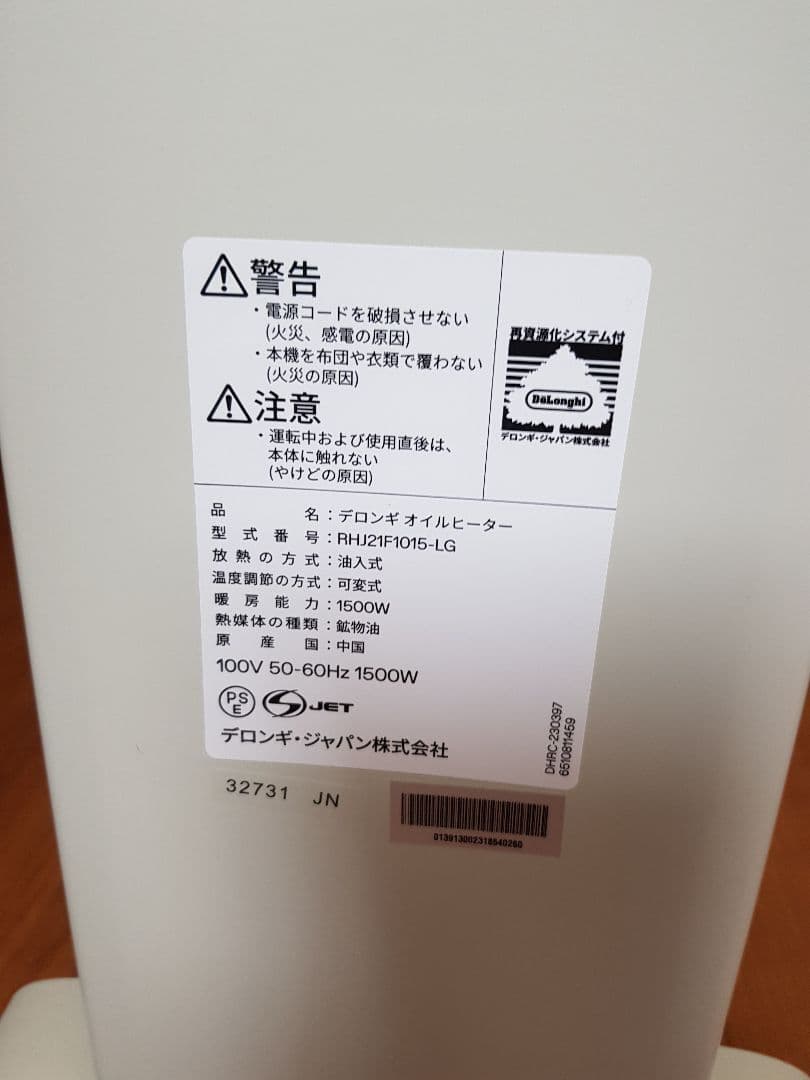 警告
・電源コードを破損させない
(火災、感電の原因)
・本機を布団や衣類で覆わない
(火災の原因)
注意
・運転中および使用直後は、
本体に触れない
(やけどの原因)
再資源化システム付
DeLonghi
デロンギ・ジャパン株式会社
品名：デロンギ オイルヒーター
型式番号：RHJ21F1015-LG
放熱の方式：油入式
温度調節の方式：可変式
暖房能力：1500W
熱媒体の種類：鉱物油
原産国：中国
100V 50-60Hz 1500W
PS
E
JET
デロンギ・ジャパン株式会社
DHRC-230397
6510811459
32731 JN
013913002318540260